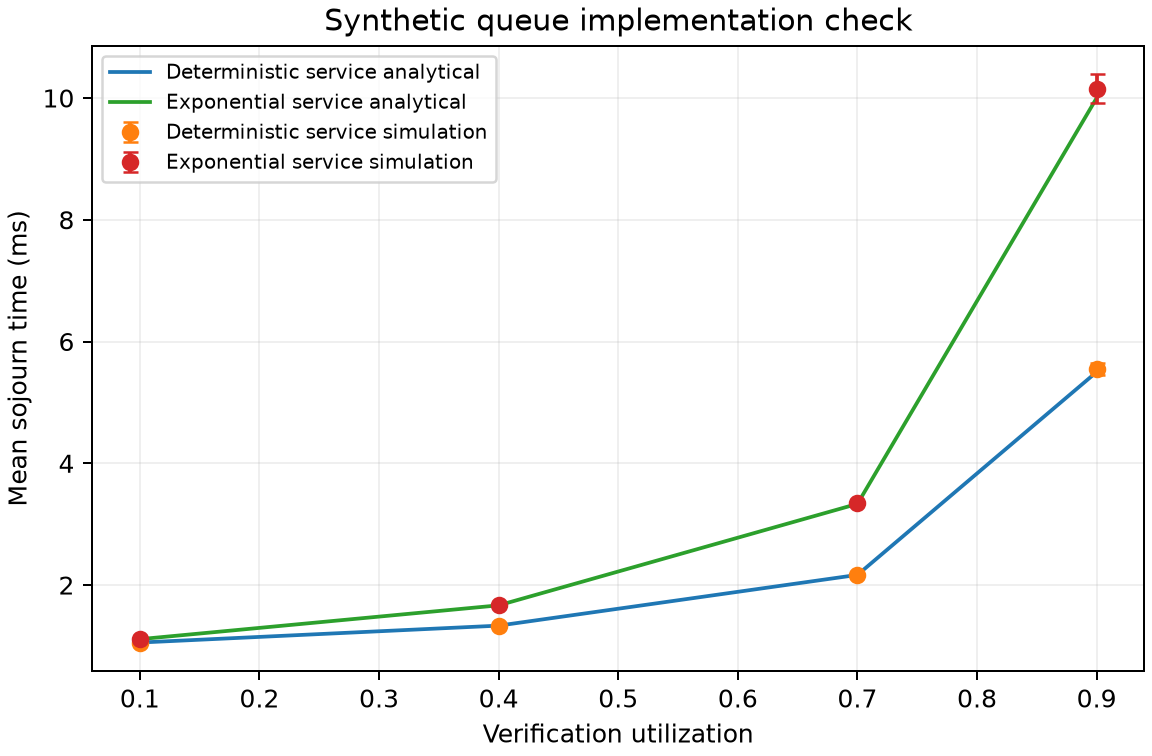 Synthetic queue implementation check
Deterministic service analytical
Exponential service analytical
Deterministic service simulation
Exponential service simulation
Mean sojourn time (ms)
10
8
6
4
2
0.1 0.2 0.3 0.4 0.5 0.6 0.7 0.8 0.9
Verification utilization